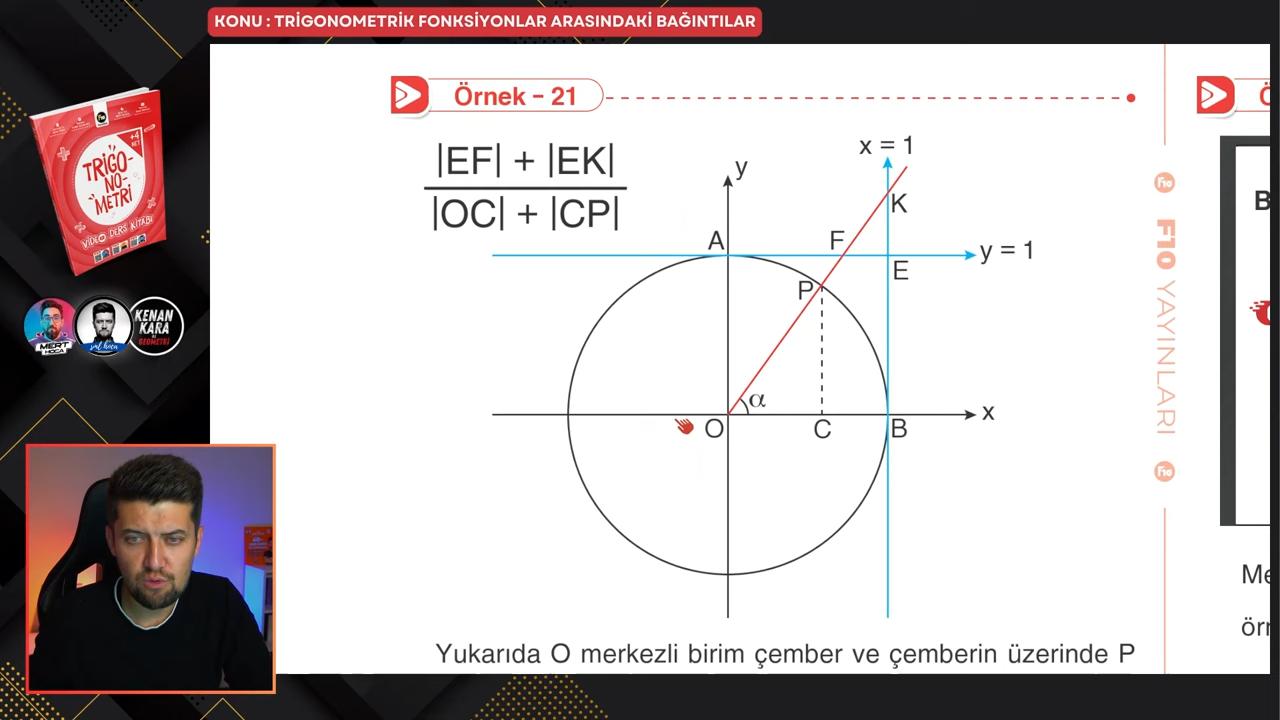 KONU : TRİGONOMETRİK FONKSİYONLAR ARASINDAKİ BAĞINTILAR
Örnek - 21
|EF| + |EK|
|OC| + |CP|
x = 1
y
K
A
F
y = 1
E
P
α
x
O
C
B
Yukarıda O merkezli birim çember ve çemberin üzerinde P
F10 YAYINLARI
TRİGO-
NO-
METRİ
VİDEO DERS KİTABI
+4 NET
MERT HOCA
KENAN
KARA
GEOMETRİ
B
Me
örn